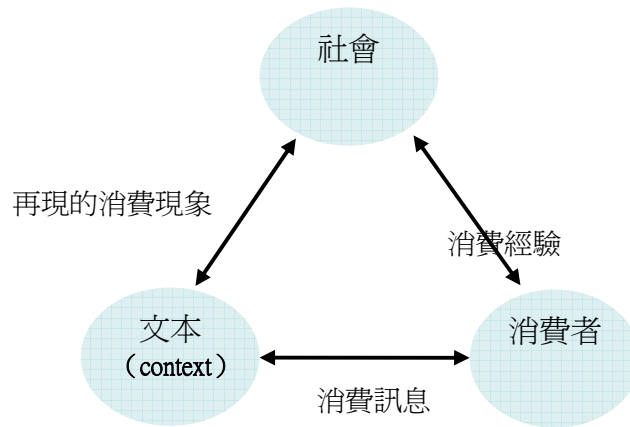 社會
再現的消費現象
消費經驗
文本
（context）
消費者
消費訊息